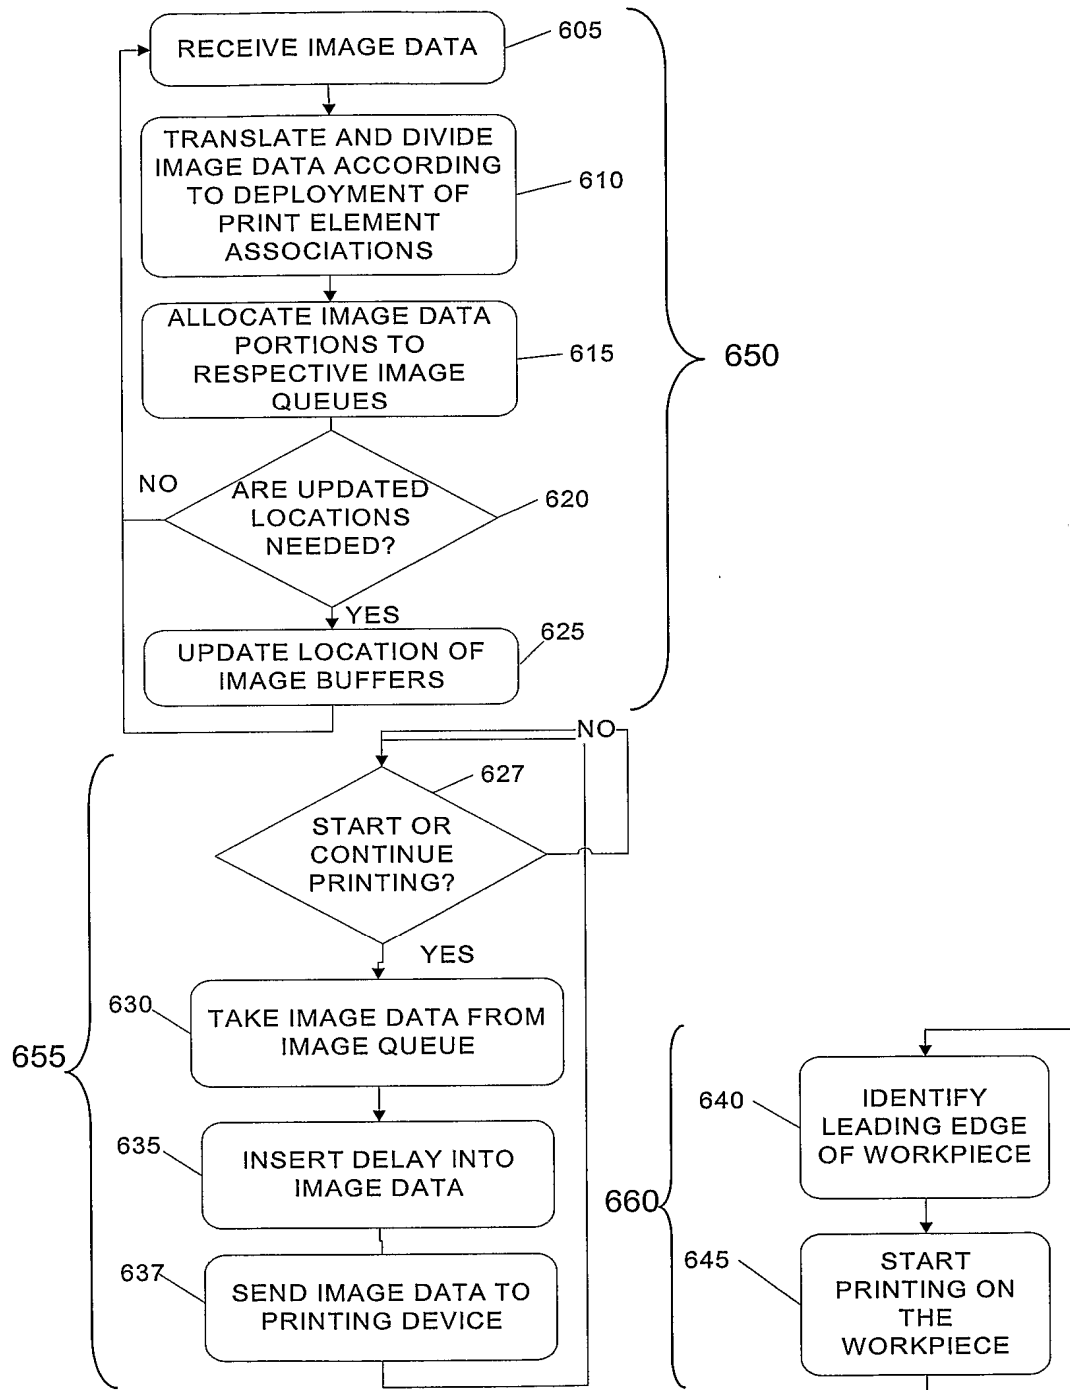 RECEIVE IMAGE DATA
605
TRANSLATE AND DIVIDE
IMAGE DATA ACCORDING
TO DEPLOYMENT OF
PRINT ELEMENT
ASSOCIATIONS
610
ALLOCATE IMAGE DATA
PORTIONS TO
RESPECTIVE IMAGE
QUEUES
615
650
NO
ARE UPDATED
LOCATIONS
NEEDED?
620
YES
UPDATE LOCATION OF
IMAGE BUFFERS
625
NO
627
START OR
CONTINUE
PRINTING?
YES
630
TAKE IMAGE DATA FROM
IMAGE QUEUE
655
635
INSERT DELAY INTO
IMAGE DATA
637
SEND IMAGE DATA TO
PRINTING DEVICE
640
IDENTIFY
LEADING EDGE
OF WORKPIECE
660
645
START
PRINTING ON
THE
WORKPIECE